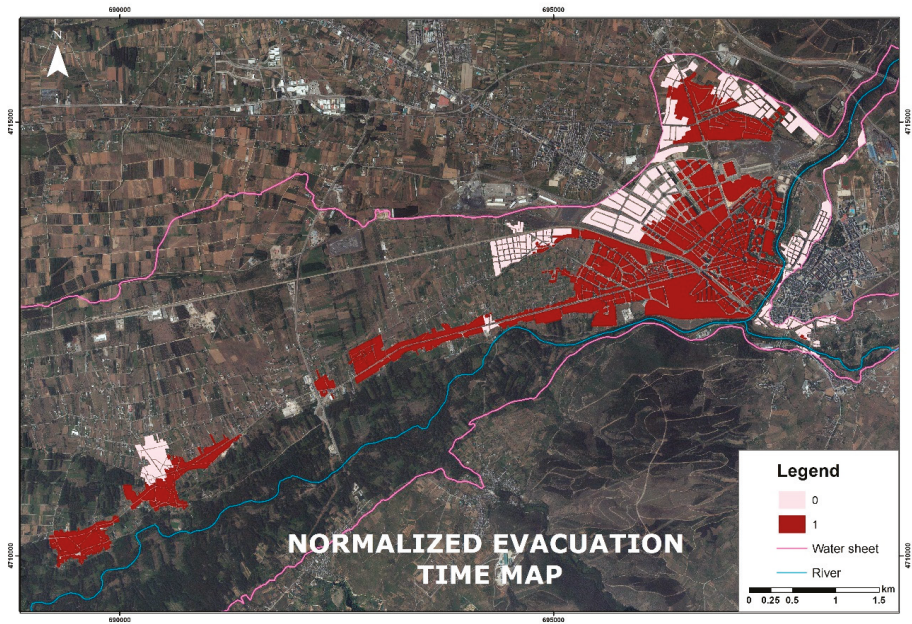 690000
695000
N
4715000
4715000
4710000
4710000
NORMALIZED EVACUATION
TIME MAP
Legend
0
1
Water sheet
River
km
0 0.25 0.5 1 1.5
690000
695000